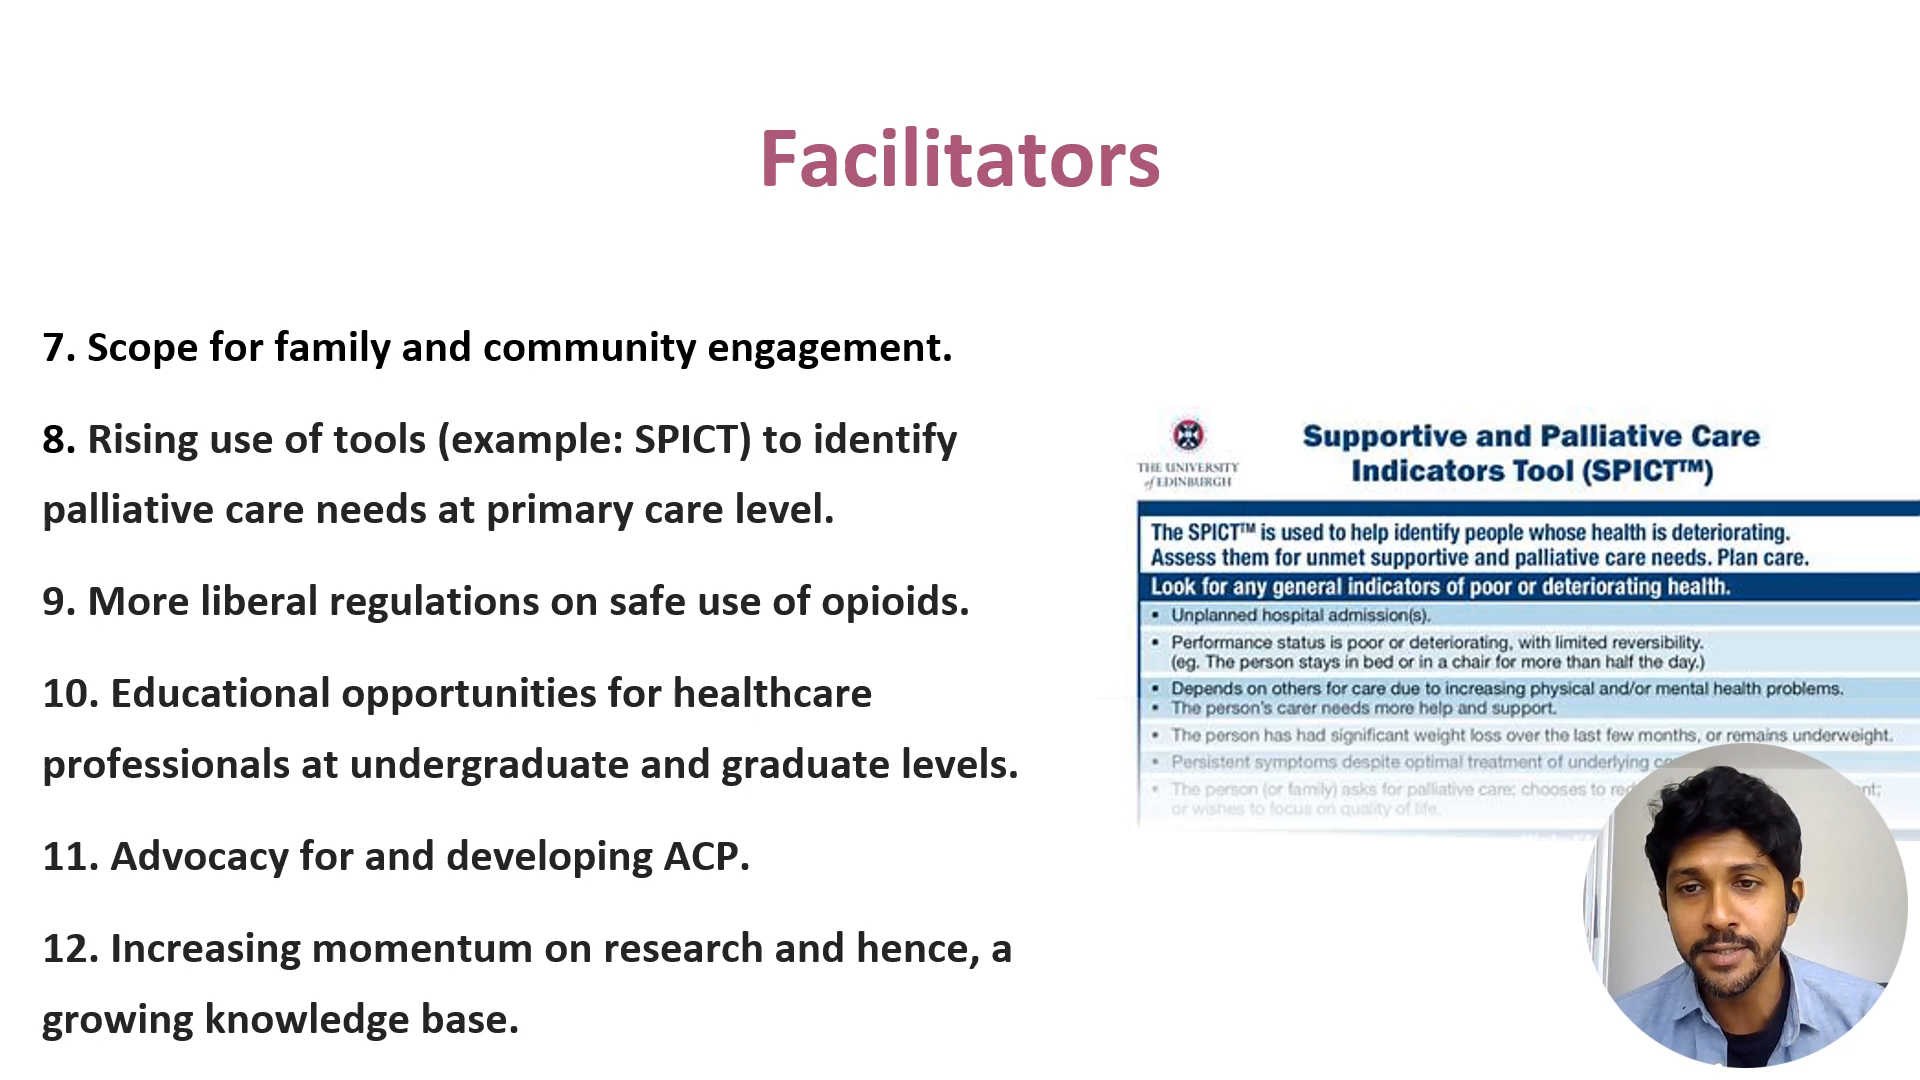 Facilitators
7. Scope for family and community engagement.
8. Rising use of tools (example: SPICT) to identify
palliative care needs at primary care level.
9. More liberal regulations on safe use of opioids.
10. Educational opportunities for healthcare
professionals at undergraduate and graduate levels.
11. Advocacy for and developing ACP.
12. Increasing momentum on research and hence, a
growing knowledge base.
THE UNIVERSITY
of EDINBURGH
Supportive and Palliative Care
Indicators Tool (SPICT™)
The SPICT™ is used to help identify people whose health is deteriorating.
Assess them for unmet supportive and palliative care needs. Plan care.
Look for any general indicators of poor or deteriorating health.
• Unplanned hospital admission(s).
• Performance status is poor or deteriorating, with limited reversibility.
(eg. The person stays in bed or in a chair for more than half the day.)
• Depends on others for care due to increasing physical and/or mental health problems.
• The person's carer needs more help and support.
• The person has had significant weight loss over the last few months, or remains underweight.
• Persistent symptoms despite optimal treatment of underlying
• The person (or family) asks for palliative care; chooses to
or wishes to focus on quality of life.